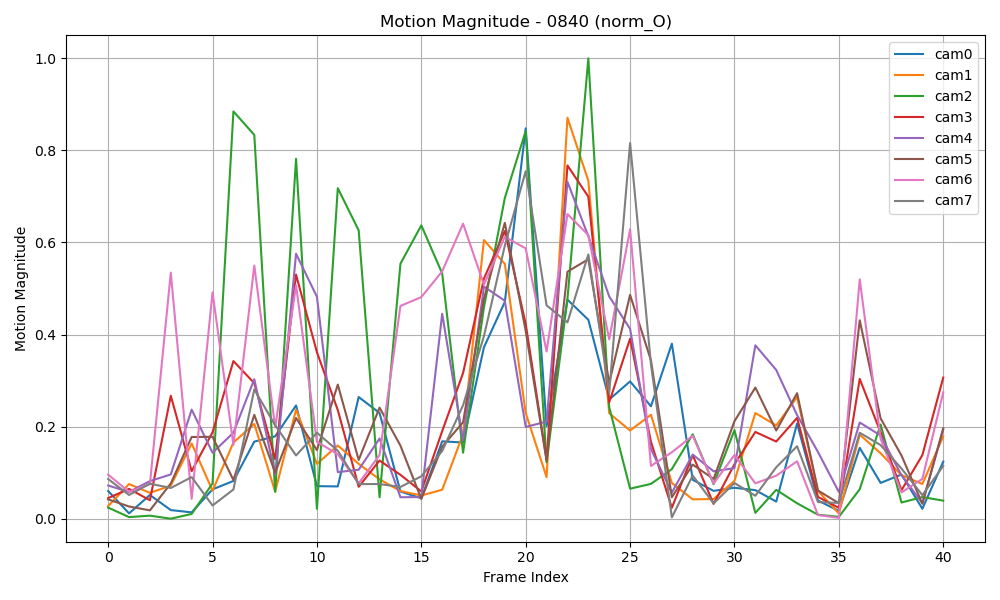 Motion Magnitude - 0840 (norm_O)
Motion Magnitude
1.0
0.8
0.6
0.4
0.2
0.0
0 5 10 15 20 25 30 35 40
Frame Index
cam0
cam1
cam2
cam3
cam4
cam5
cam6
cam7